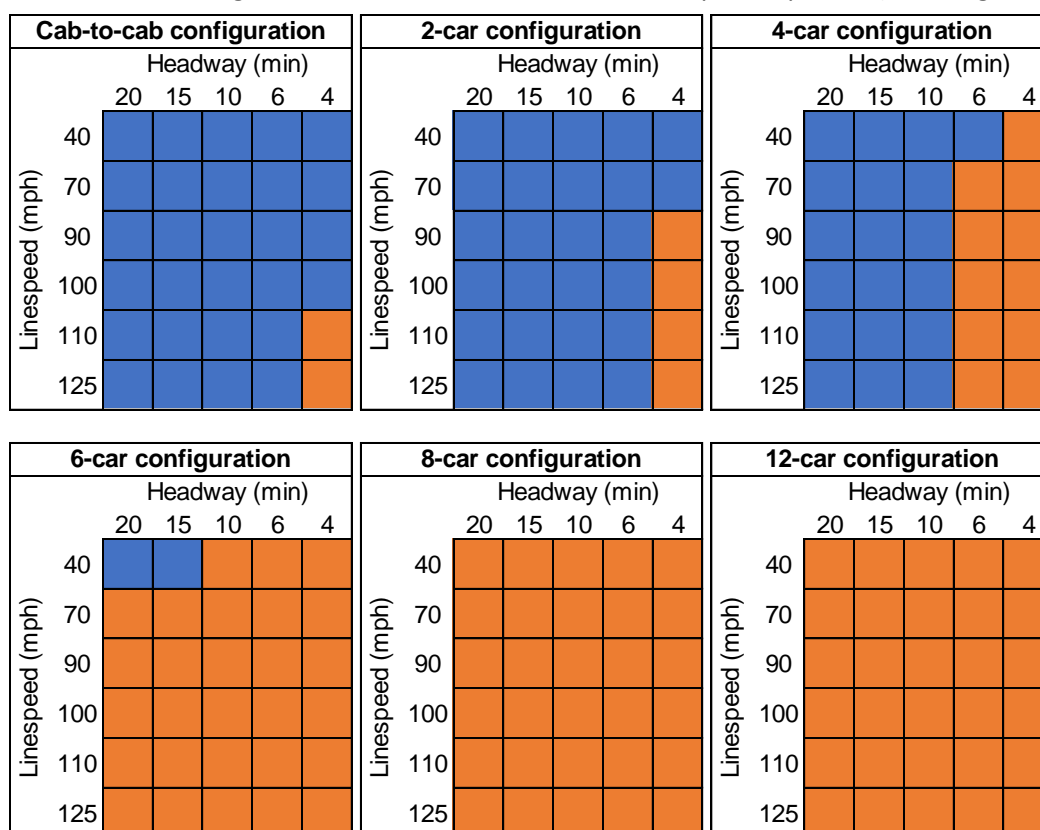 Cab-to-cab configuration
Headway (min)
20 15 10 6 4
Linespeed (mph)
40
70
90
100
110
125
2-car configuration
Headway (min)
20 15 10 6 4
Linespeed (mph)
40
70
90
100
110
125
4-car configuration
Headway (min)
20 15 10 6 4
Linespeed (mph)
40
70
90
100
110
125
6-car configuration
Headway (min)
20 15 10 6 4
Linespeed (mph)
40
70
90
100
110
125
8-car configuration
Headway (min)
20 15 10 6 4
Linespeed (mph)
40
70
90
100
110
125
12-car configuration
Headway (min)
20 15 10 6 4
Linespeed (mph)
40
70
90
100
110
125